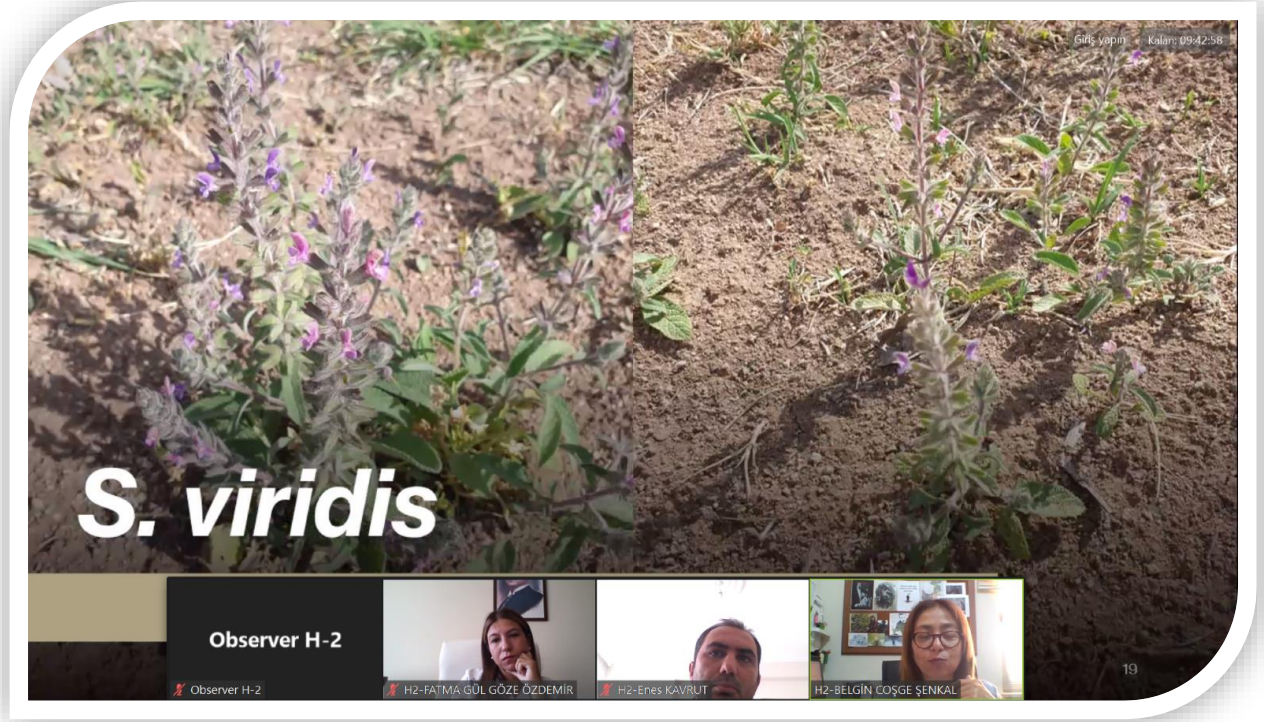 Giriş yapın • Kalan: 09:42:58
S. viridis
Observer H-2
Observer H-2
H2-FATMA GÜL GÖZE ÖZDEMİR
H2-Enes KAVRUT
H2-BELGİN COŞGE ŞENKAL
19